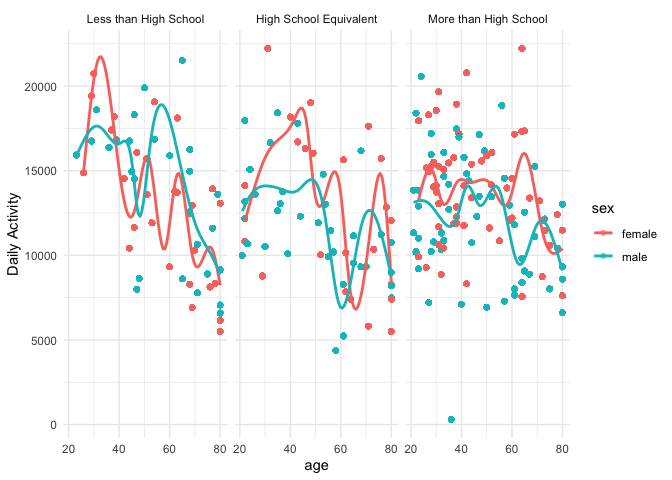 Less than High School
High School Equivalent
More than High School
20000
15000
10000
5000
0
Daily Activity
20 40 60 80
20 40 60 80
20 40 60 80
age
sex
female
male